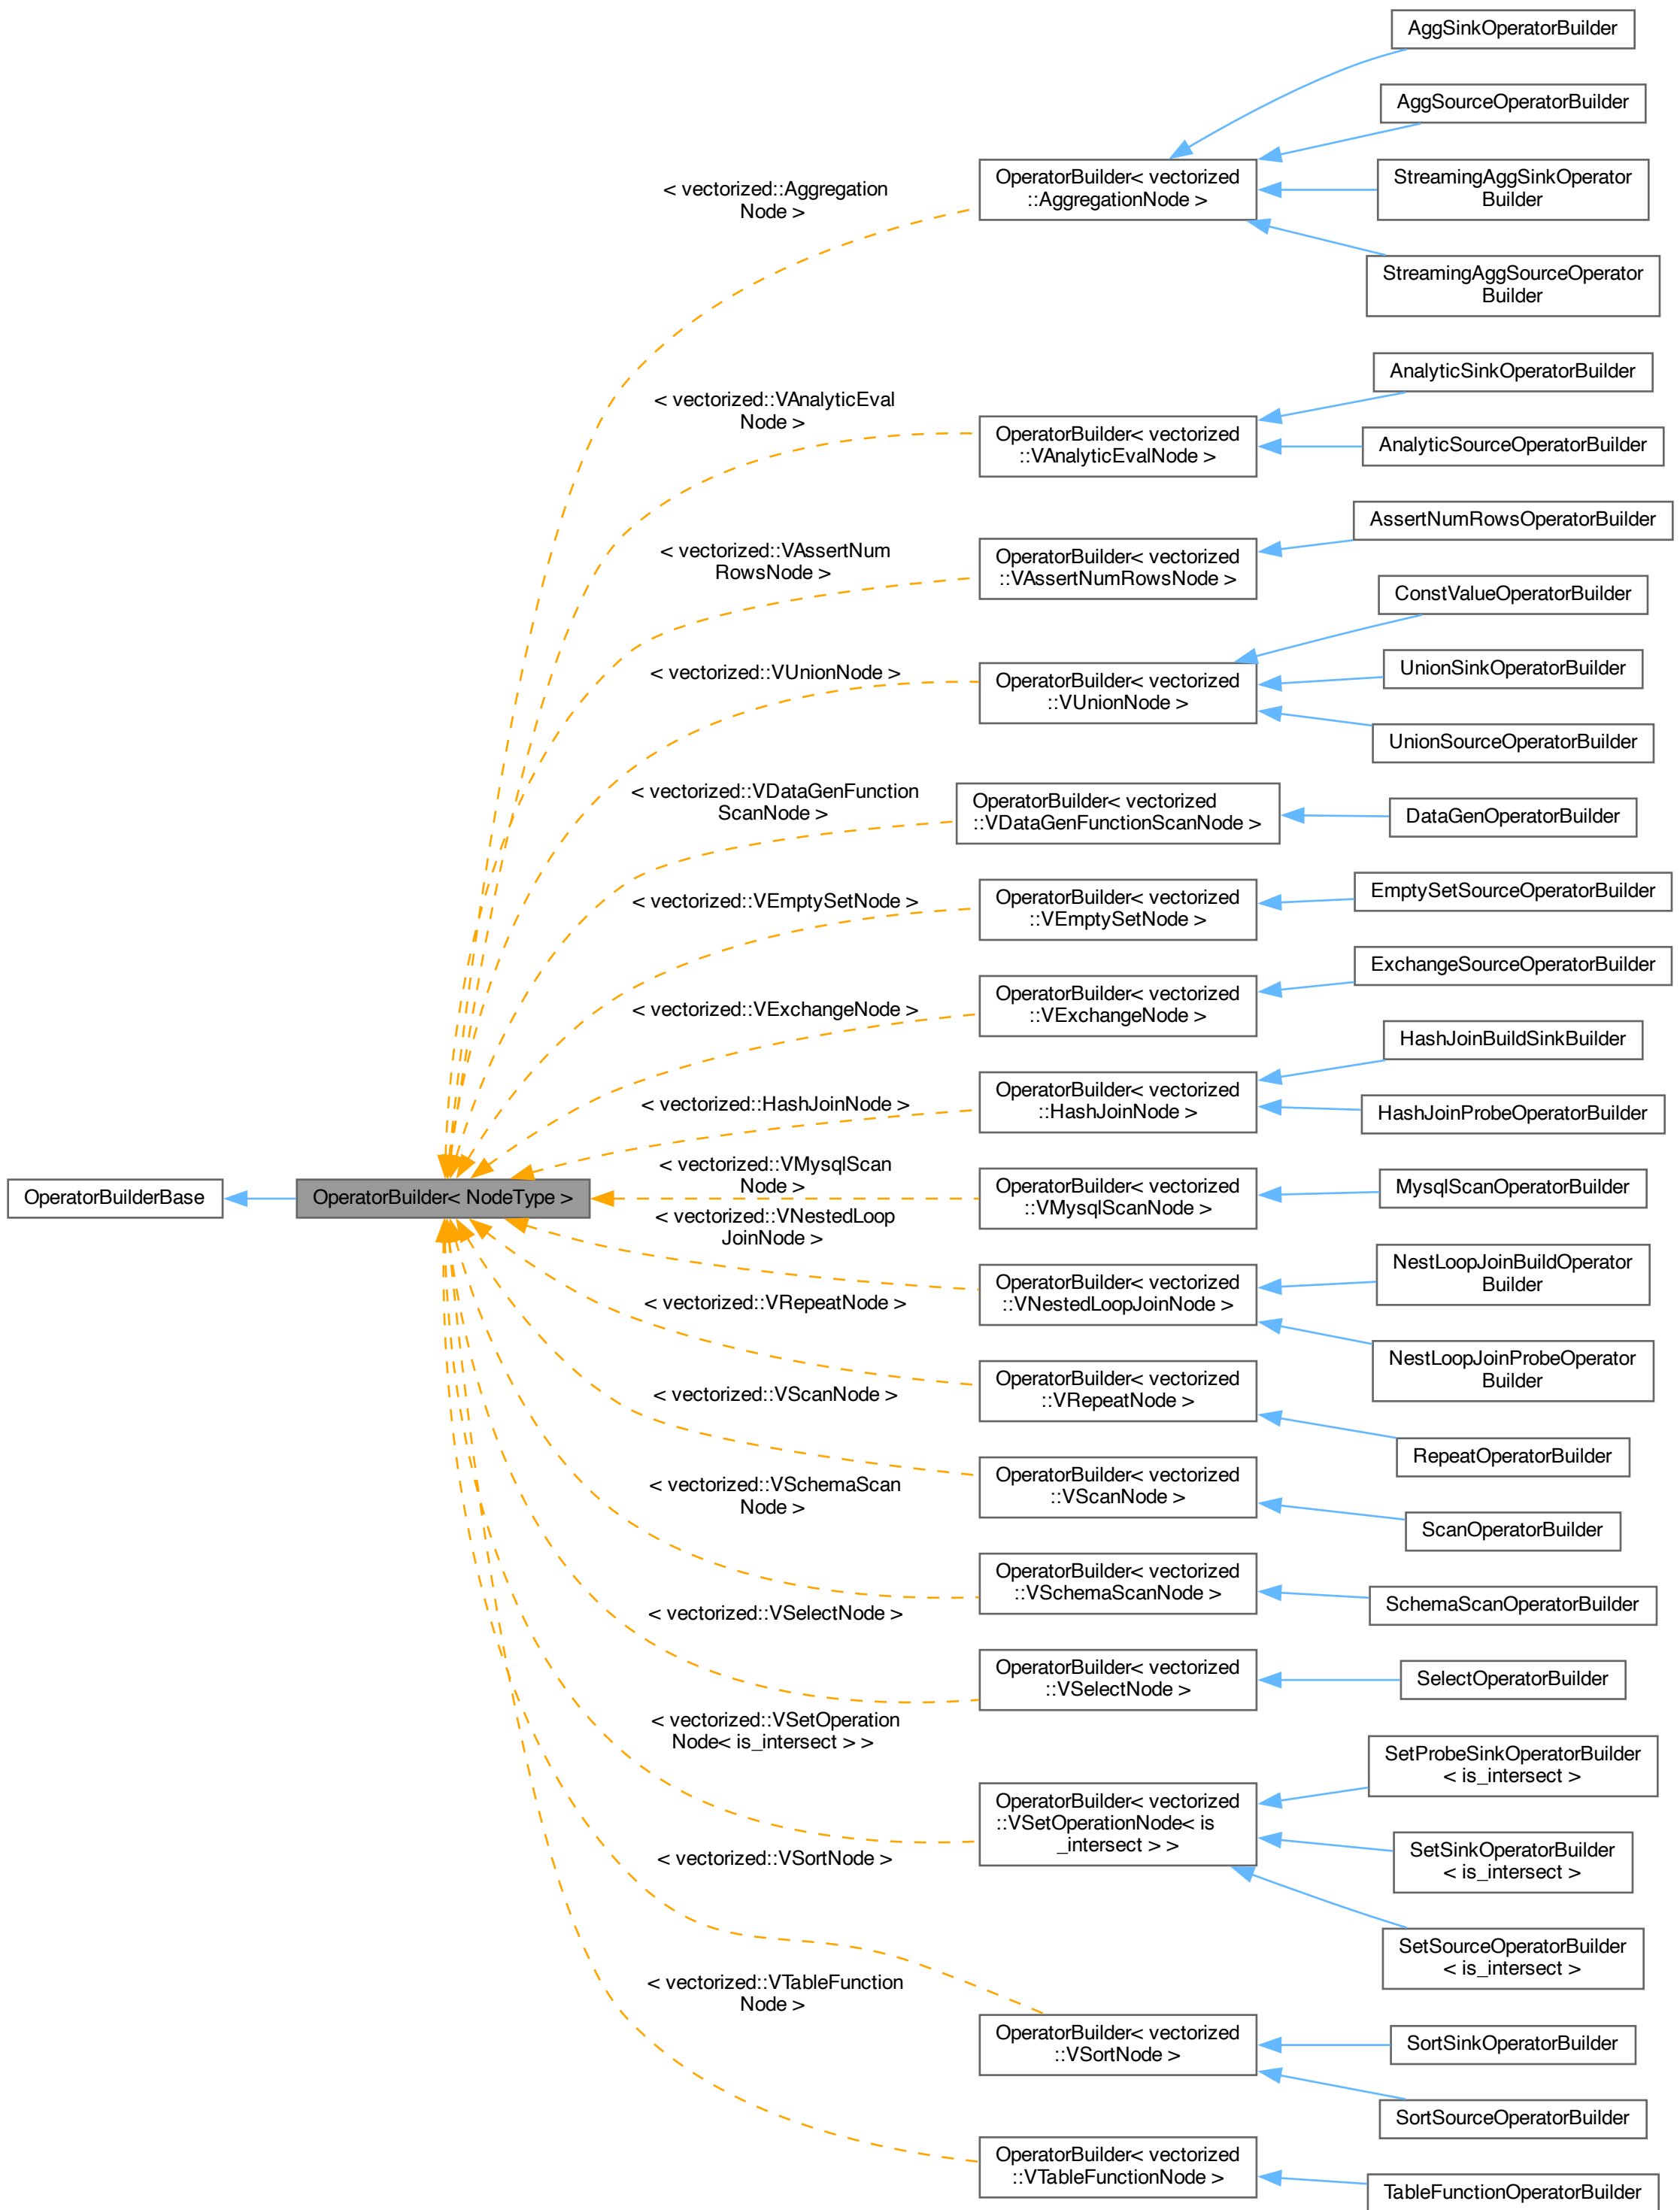 AggSinkOperatorBuilder
AggSourceOperatorBuilder
< vectorized::Aggregation
Node >
OperatorBuilder< vectorized
::AggregationNode >
StreamingAggSinkOperator
Builder
StreamingAggSourceOperator
Builder
< vectorized::VAnalyticEval
Node >
OperatorBuilder< vectorized
::VAnalyticEvalNode >
AnalyticSinkOperatorBuilder
AnalyticSourceOperatorBuilder
< vectorized::VAssertNum
RowsNode >
OperatorBuilder< vectorized
::VAssertNumRowsNode >
AssertNumRowsOperatorBuilder
ConstValueOperatorBuilder
< vectorized::VUnionNode >
OperatorBuilder< vectorized
::VUnionNode >
UnionSinkOperatorBuilder
UnionSourceOperatorBuilder
< vectorized::VDataGenFunction
ScanNode >
OperatorBuilder< vectorized
::VDataGenFunctionScanNode >
DataGenOperatorBuilder
< vectorized::VEmptySetNode >
OperatorBuilder< vectorized
::VEmptySetNode >
EmptySetSourceOperatorBuilder
< vectorized::VExchangeNode >
OperatorBuilder< vectorized
::VExchangeNode >
ExchangeSourceOperatorBuilder
< vectorized::HashJoinNode >
OperatorBuilder< vectorized
::HashJoinNode >
HashJoinBuildSinkBuilder
HashJoinProbeOperatorBuilder
OperatorBuilderBase
OperatorBuilder< NodeType >
< vectorized::VMysqlScan
Node >
OperatorBuilder< vectorized
::VMysqlScanNode >
MysqlScanOperatorBuilder
< vectorized::VNestedLoop
JoinNode >
OperatorBuilder< vectorized
::VNestedLoopJoinNode >
NestLoopJoinBuildOperator
Builder
NestLoopJoinProbeOperator
Builder
< vectorized::VRepeatNode >
OperatorBuilder< vectorized
::VRepeatNode >
RepeatOperatorBuilder
< vectorized::VScanNode >
OperatorBuilder< vectorized
::VScanNode >
ScanOperatorBuilder
< vectorized::VSchemaScan
Node >
OperatorBuilder< vectorized
::VSchemaScanNode >
SchemaScanOperatorBuilder
< vectorized::VSelectNode >
OperatorBuilder< vectorized
::VSelectNode >
SelectOperatorBuilder
< vectorized::VSetOperation
Node< is_intersect > >
OperatorBuilder< vectorized
::VSetOperationNode< is
_intersect > >
SetProbeSinkOperatorBuilder
< is_intersect >
SetSinkOperatorBuilder
< is_intersect >
SetSourceOperatorBuilder
< is_intersect >
< vectorized::VSortNode >
OperatorBuilder< vectorized
::VSortNode >
SortSinkOperatorBuilder
SortSourceOperatorBuilder
< vectorized::VTableFunction
Node >
OperatorBuilder< vectorized
::VTableFunctionNode >
TableFunctionOperatorBuilder